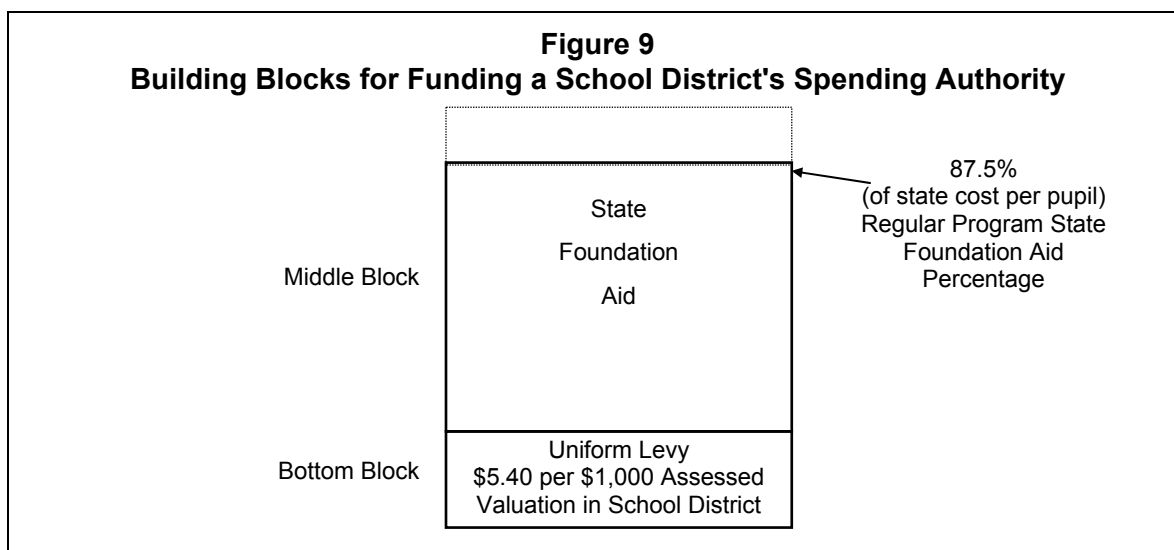 Figure 9
Building Blocks for Funding a School District's Spending Authority
87.5%
(of state cost per pupil)
Regular Program State
Foundation Aid
Percentage
State
Foundation
Aid
Middle Block
Uniform Levy
$5.40 per $1,000 Assessed
Valuation in School District
Bottom Block